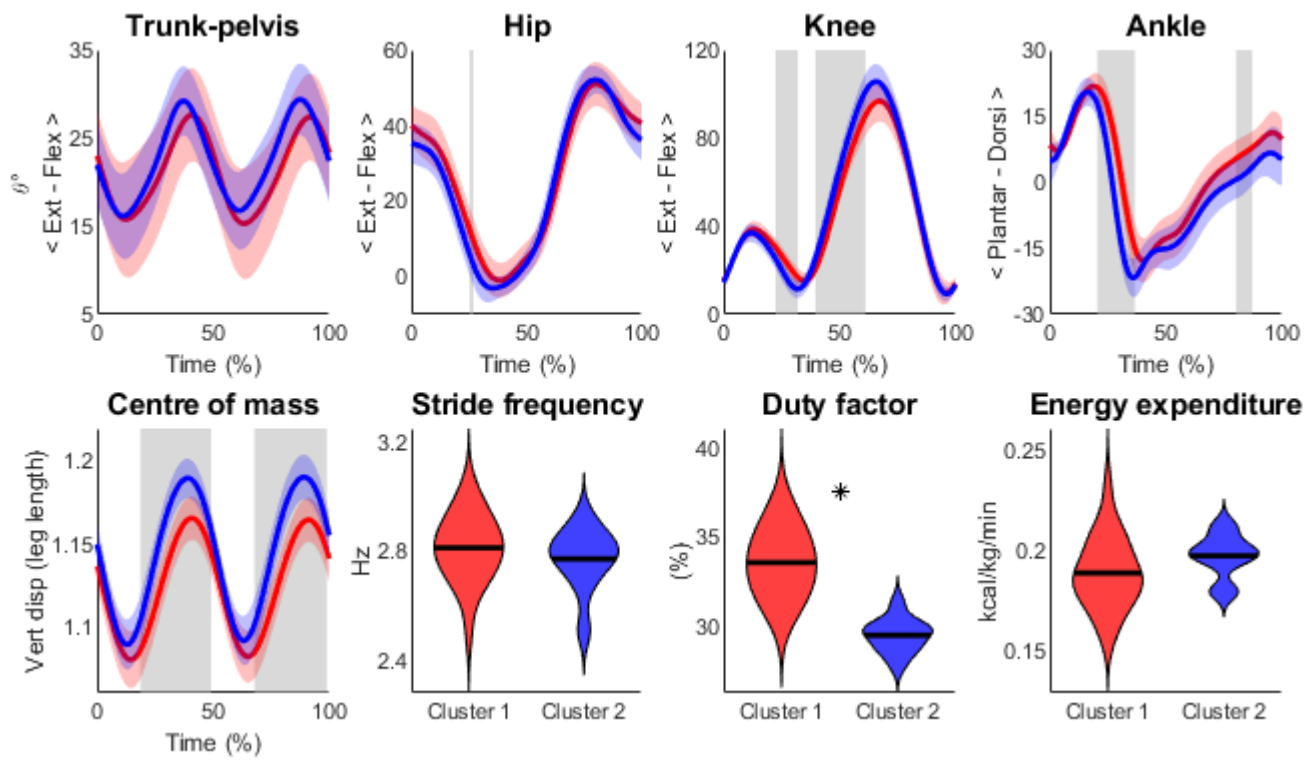 Trunk-pelvis
Hip
Knee
Ankle
θ°
< Ext - Flex >
35
25
15
5
0
50
100
Time (%)
< Ext - Flex >
60
40
20
0
0
50
100
Time (%)
< Ext - Flex >
120
80
40
0
0
50
100
Time (%)
< Plantar - Dorsi >
30
15
0
-15
-30
0
50
100
Time (%)
Centre of mass
Stride frequency
Duty factor
Energy expenditure
Vert disp (leg length)
1.2
1.15
1.1
0
50
100
Time (%)
Hz
3.2
2.8
2.4
Cluster 1
Cluster 2
(%)
40
35
30
*
Cluster 1
Cluster 2
kcal/kg/min
0.25
0.2
0.15
Cluster 1
Cluster 2